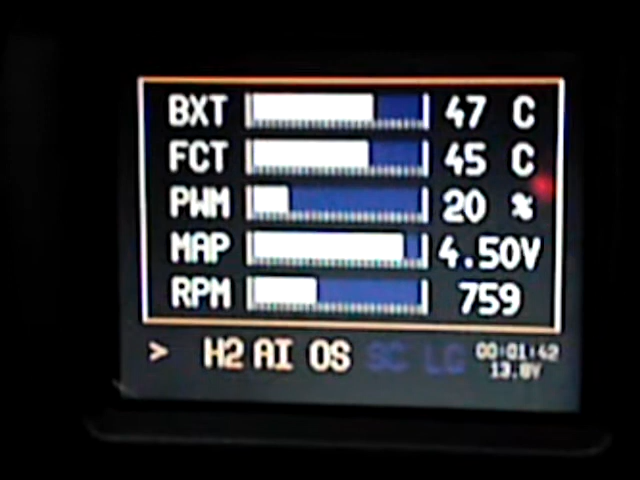 BXT 47 C
FCT 45 C
PWM 20 %
MAP 4.50V
RPM 759
> H2 AI OS SC LG 00:01:42
13.8V